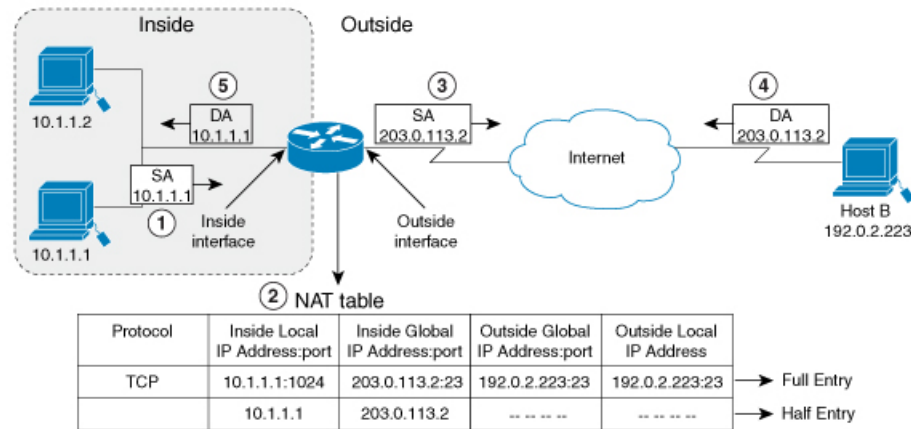 Inside
Outside
5
3
4
DA
10.1.1.1
SA
203.0.113.2
DA
203.0.113.2
10.1.1.2
Internet
SA
10.1.1.1
1
Inside
interface
Outside
interface
Host B
192.0.2.223
10.1.1.1
2 NAT table
Protocol
Inside Local
IP Address:port
Inside Global
IP Address:port
Outside Global
IP Address:port
Outside Local
IP Address
TCP 10.1.1.1:1024 203.0.113.2:23 192.0.2.223:23 192.0.2.223:23 Full Entry
10.1.1.1 203.0.113.2 -- -- -- -- -- -- -- -- Half Entry